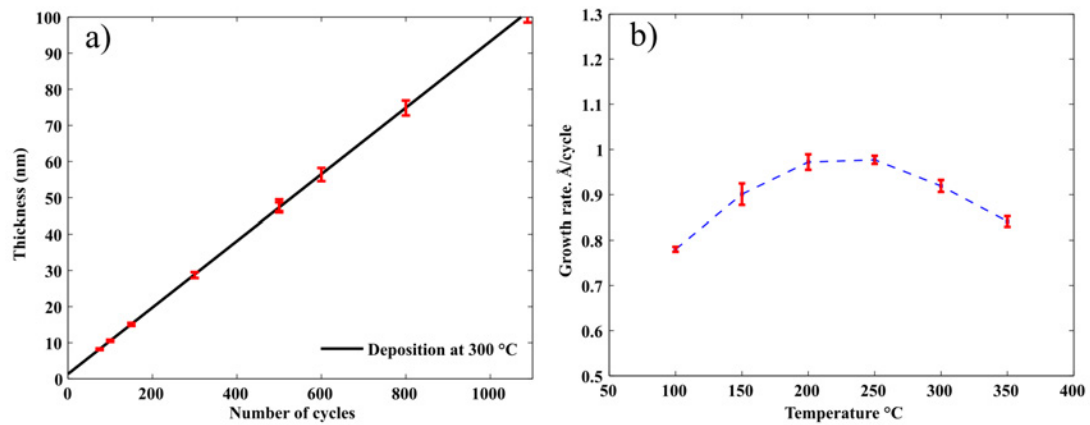 a)
100
90
80
70
60
50
40
30
20
10
0
Thickness (nm)
Deposition at 300 °C
0 200 400 600 800 1000
Number of cycles
b)
1.3
1.2
1.1
1
0.9
0.8
0.7
0.6
0.5
Growth rate. Å/cycle
50 100 150 200 250 300 350 400
Temperature °C